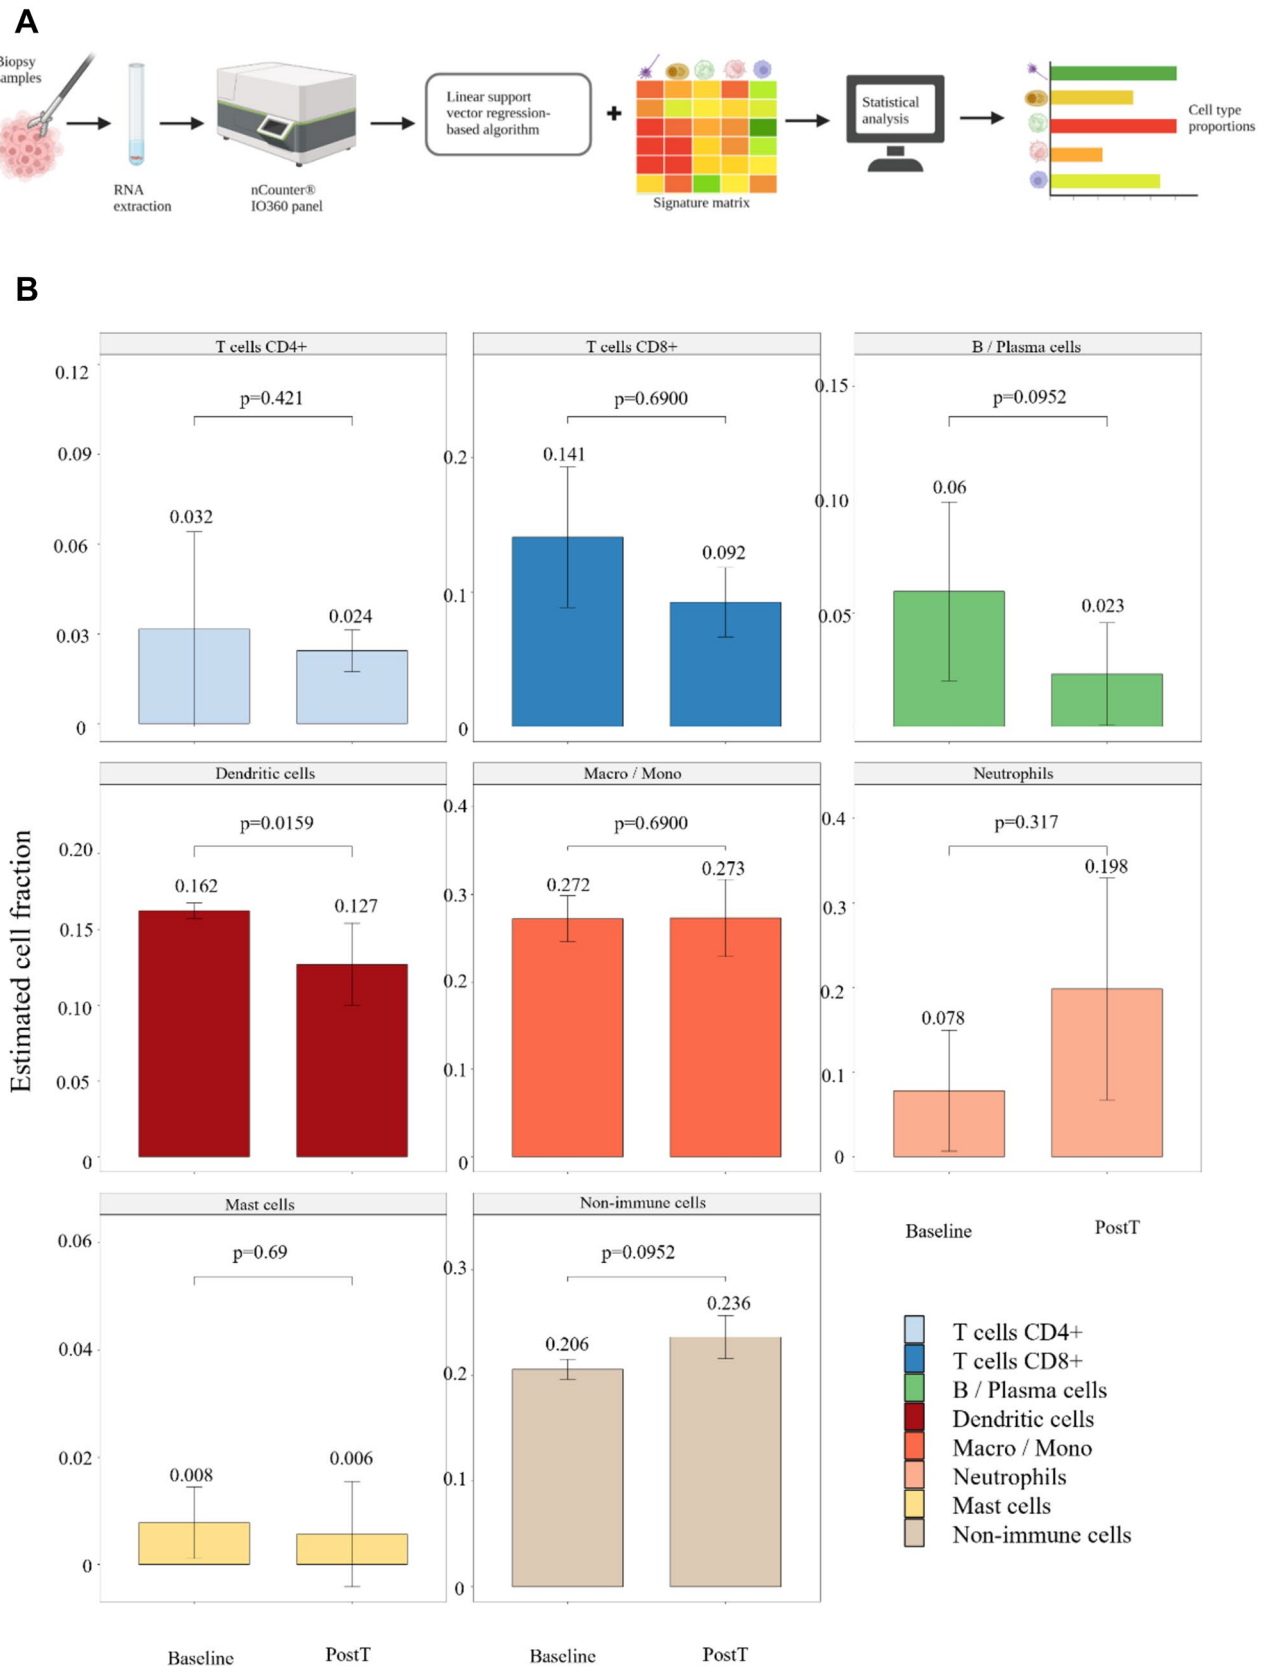 A
Biopsy
samples
RNA
extraction
nCounter®
IO360 panel
Linear support
vector regression-
based algorithm
+
Signature matrix
Statistical
analysis
Cell type
proportions
B
Estimated cell fraction
T cells CD4+
0.12
0.09
0.06
0.03
0
p=0.421
0.032
0.024
T cells CD8+
0.2
0.1
0
p=0.6900
0.141
0.092
B / Plasma cells
0.15
0.10
0.05
p=0.0952
0.06
0.023
Dendritic cells
0.20
0.15
0.10
0.05
0
p=0.0159
0.162
0.127
Macro / Mono
0.4
0.3
0.2
0.1
0
p=0.6900
0.272
0.273
Neutrophils
0.4
0.3
0.2
0.1
0
p=0.317
0.078
0.198
Baseline
PostT
Mast cells
0.06
0.04
0.02
0
p=0.69
0.008
0.006
Baseline
PostT
Non-immune cells
0.3
0.2
0.1
0
p=0.0952
0.206
0.236
Baseline
PostT
T cells CD4+
T cells CD8+
B / Plasma cells
Dendritic cells
Macro / Mono
Neutrophils
Mast cells
Non-immune cells